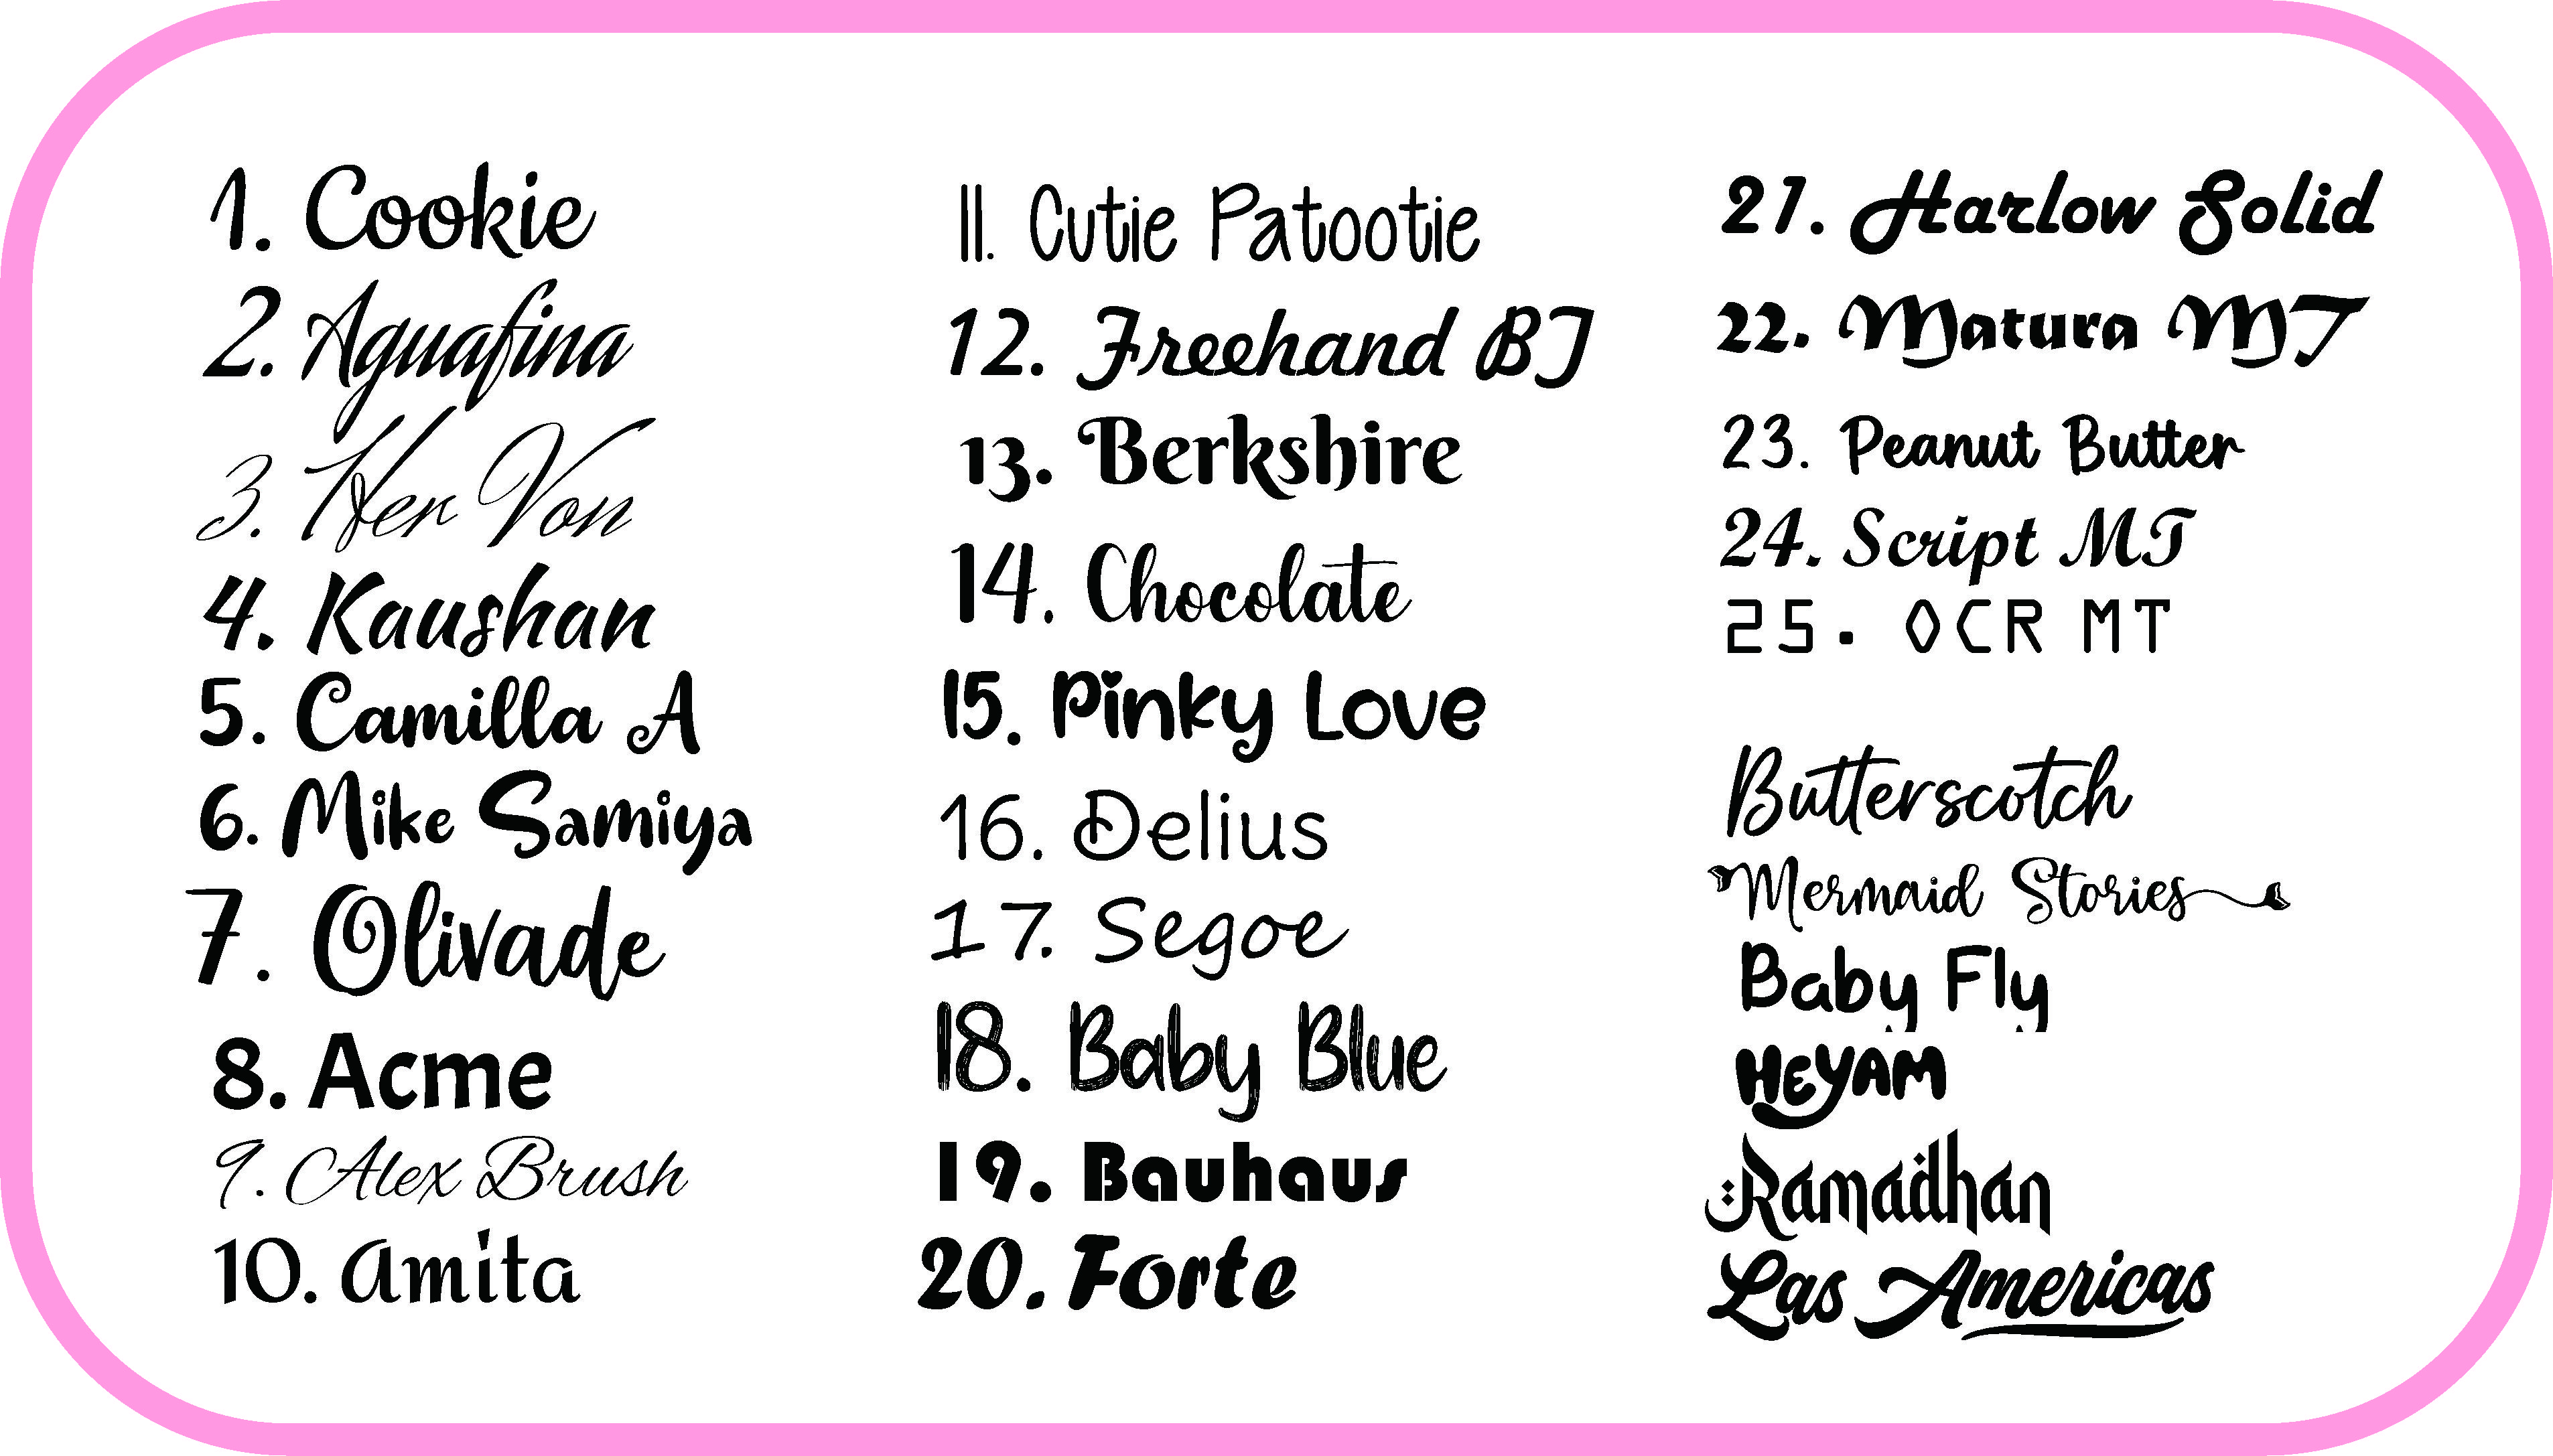 1. Cookie
2. Aguafina
3. Her Von
4. Kaushan
5. Camilla A
6. Mike Samiya
7. Olivade
8. Acme
9. Alex Brush
10. Amita
11. Cutie Patootie
12. Freehand BT
13. Berkshire
14. Chocolate
15. Pinky Love
16. Delius
17. Segoe
18. Baby Blue
19. Bauhaus
20. Forte
21. Harlow Solid
22. Matura MT
23. Peanut Butter
24. Script MT
25. OCR MT
Butterscotch
Mermaid Stories
Baby Fly
HeYAM
Ramadhan
Las Americas